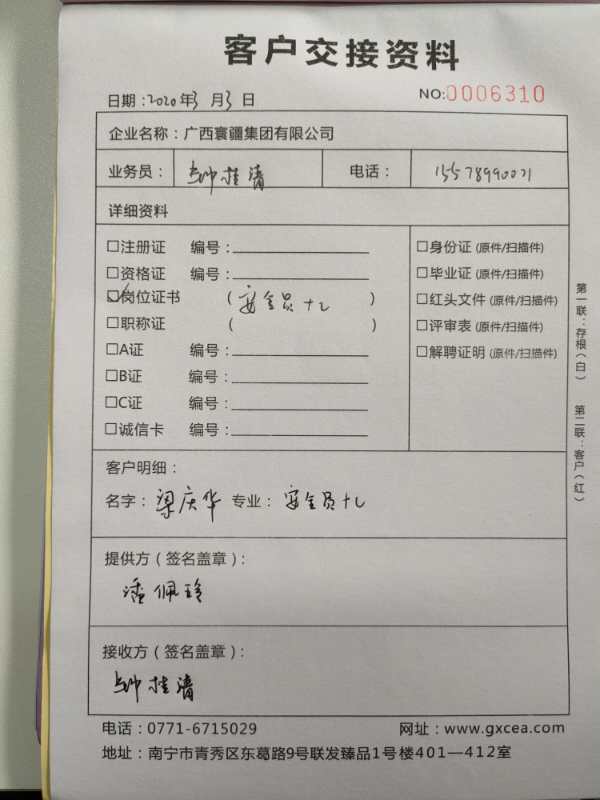 客户交接资料
日期：2020年3月3日 NO:0006310
企业名称：广西寰疆集团有限公司
业务员： 钟桂清 电话： 15578990071
详细资料
□注册证 编号：
□资格证 编号：
☑岗位证书 （安全员 ）
□职称证 （ ）
□A证 编号：
□B证 编号：
□C证 编号：
□诚信卡 编号：
□身份证（原件/扫描件）
□毕业证（原件/扫描件）
□红头文件（原件/扫描件）
□评审表（原件/扫描件）
□解聘证明（原件/扫描件）
客户明细：
名字：梁庆华 专业：安全员
提供方（签名盖章）：
潘佩玲
接收方（签名盖章）：
钟桂清
电话：0771-6715029 网址：www.gxcea.com
地址：南宁市青秀区东葛路9号联发臻品1号楼401—412室
第一联：存根（白）
第二联：客户（红）